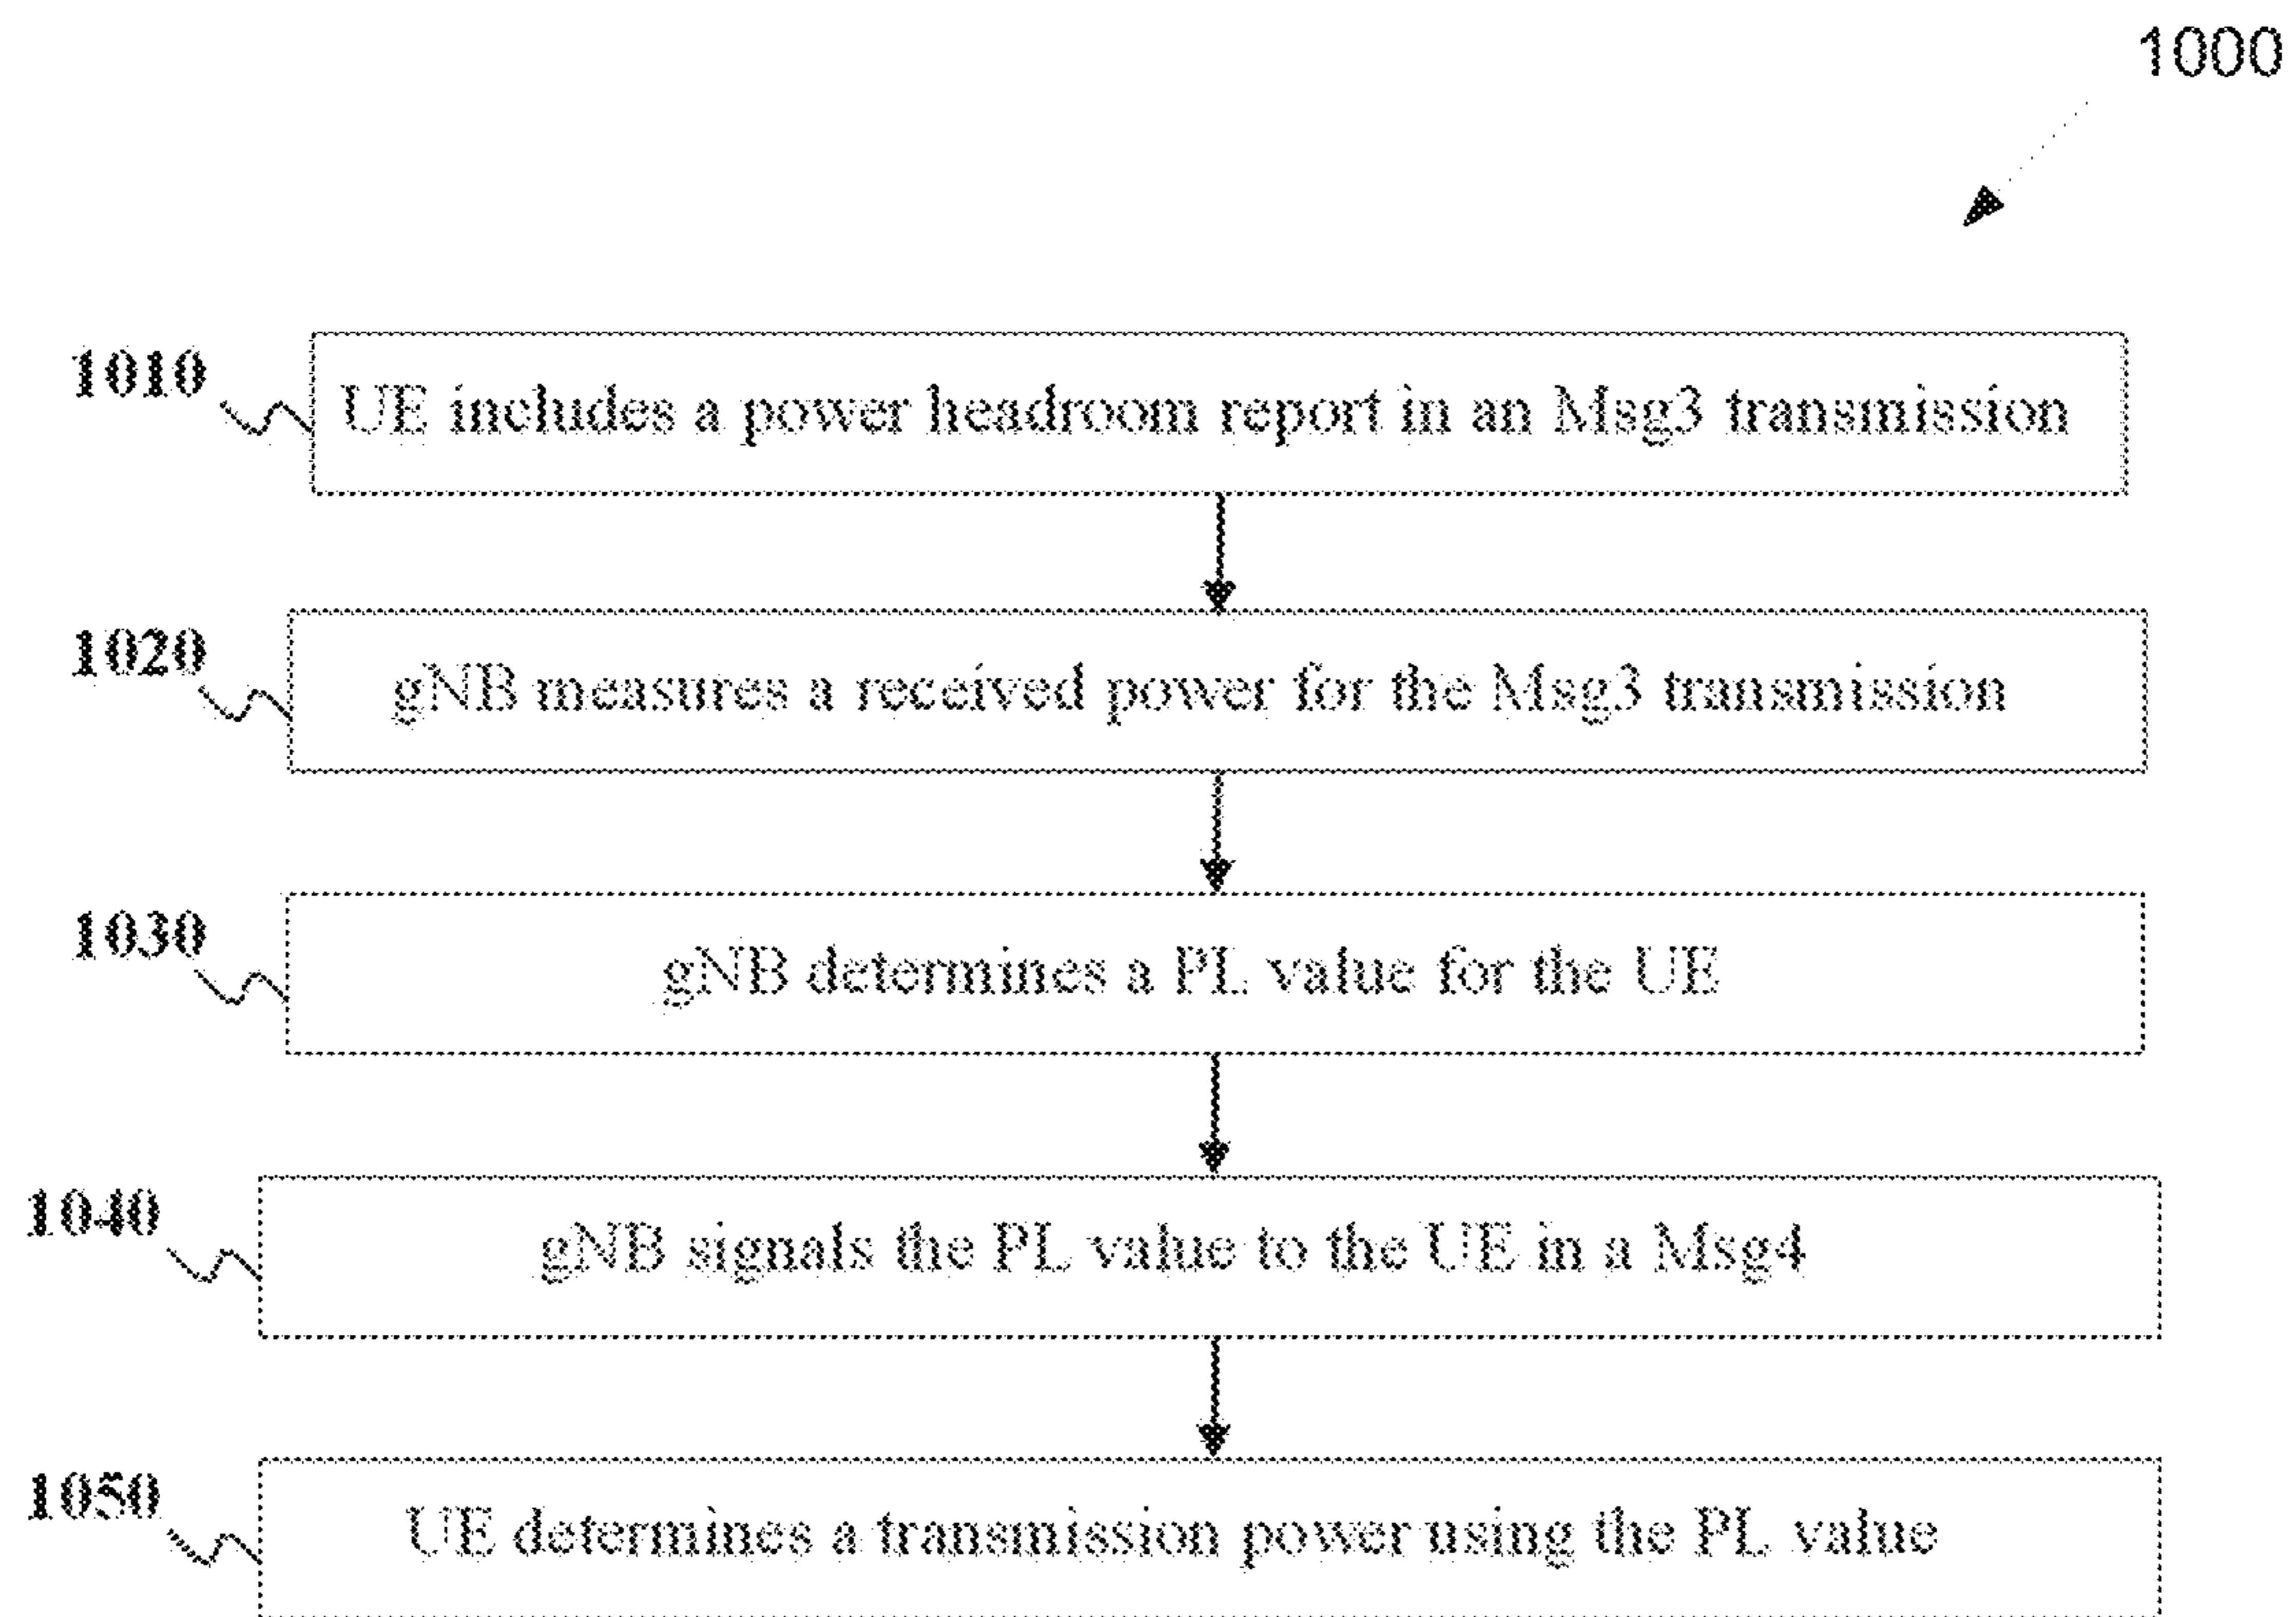 1000
1010 UE includes a power headroom report in an Msg3 transmission
1020 gNB measures a received power for the Msg3 transmission
1030 gNB determines a PL value for the UE
1040 gNB signals the PL value to the UE in a Msg4
1050 UE determines a transmission power using the PL value